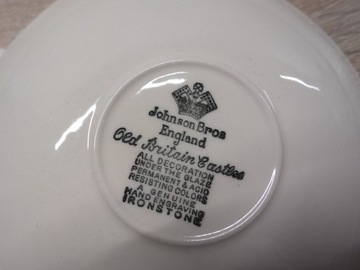 Johnson Bros
England
Old Britain Castles
ALL DECORATION
UNDER THE GLAZE
PERMANENT & ACID
RESISTING COLORS
A GENUINE
HAND ENGRAVING
IRONSTONE